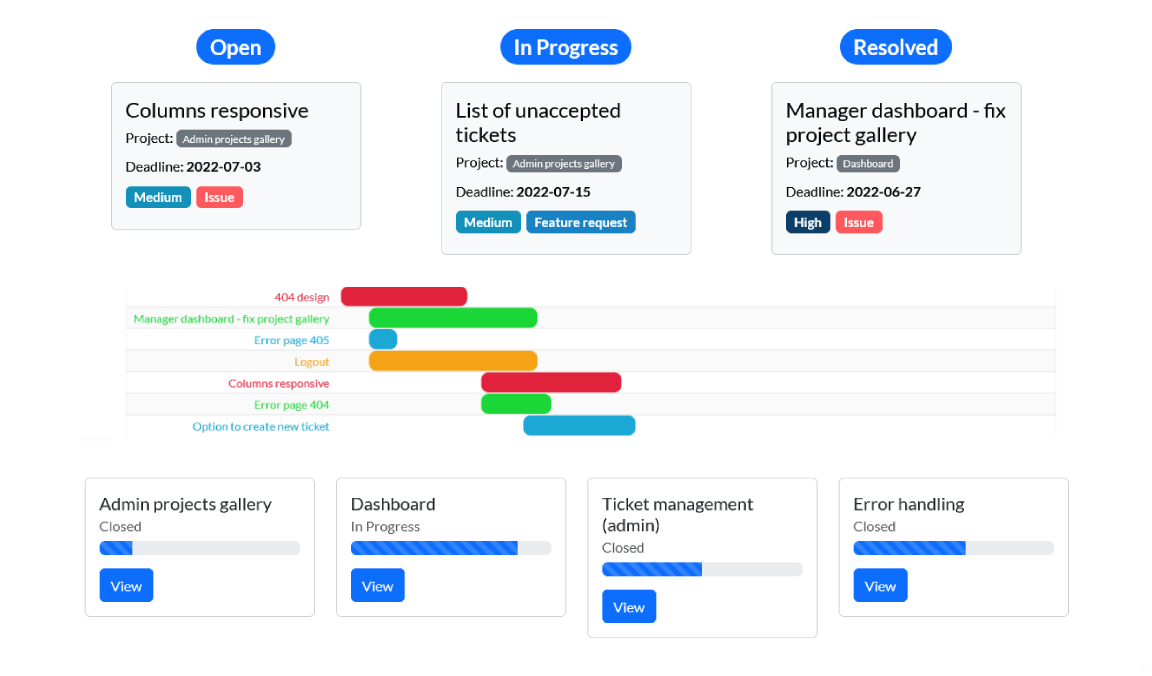 Open
In Progress
Resolved
Columns responsive
Project: Admin projects gallery
Deadline: 2022-07-03
Medium Issue
List of unaccepted
tickets
Project: Admin projects gallery
Deadline: 2022-07-15
Medium Feature request
Manager dashboard - fix
project gallery
Project: Dashboard
Deadline: 2022-06-27
High Issue
404 design
Manager dashboard - fix project gallery
Error page 405
Logout
Columns responsive
Error page 404
Option to create new ticket
Admin projects gallery
Closed
View
Dashboard
In Progress
View
Ticket management
(admin)
Closed
View
Error handling
Closed
View